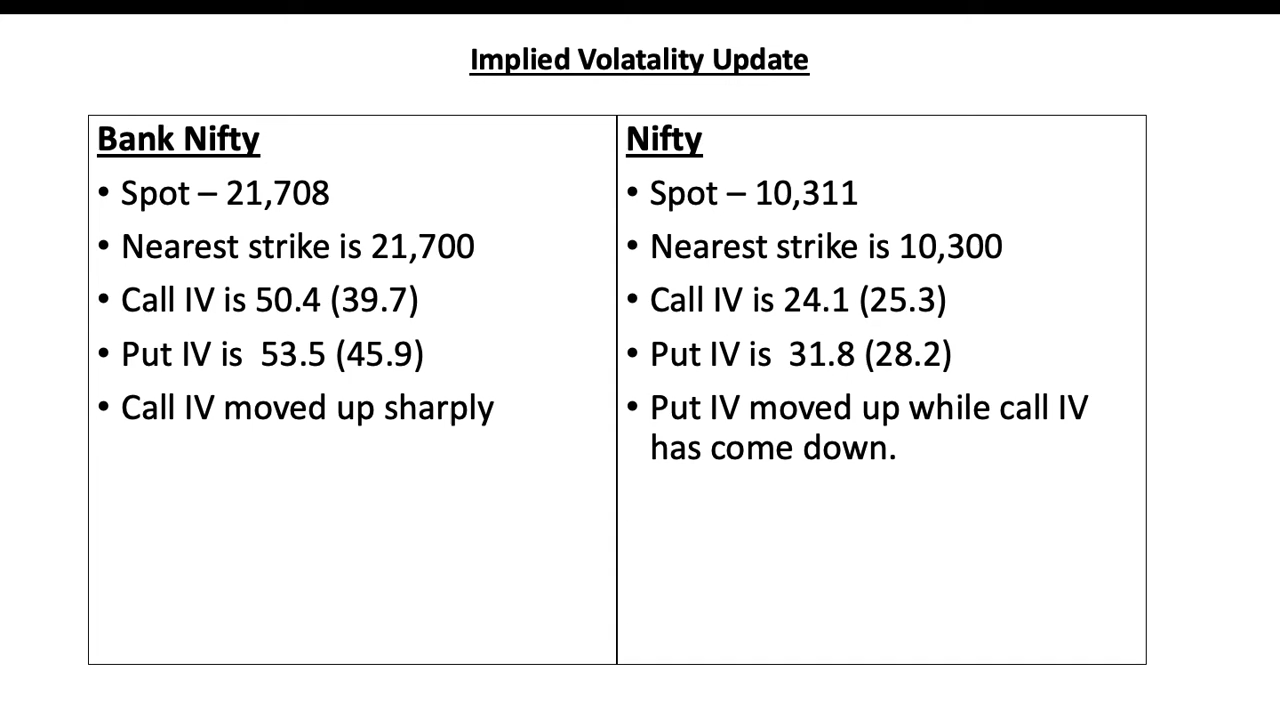 Implied Volatality Update
Bank Nifty
• Spot – 21,708
• Nearest strike is 21,700
• Call IV is 50.4 (39.7)
• Put IV is  53.5 (45.9)
• Call IV moved up sharply
Nifty
• Spot – 10,311
• Nearest strike is 10,300
• Call IV is 24.1 (25.3)
• Put IV is  31.8 (28.2)
• Put IV moved up while call IV
has come down.